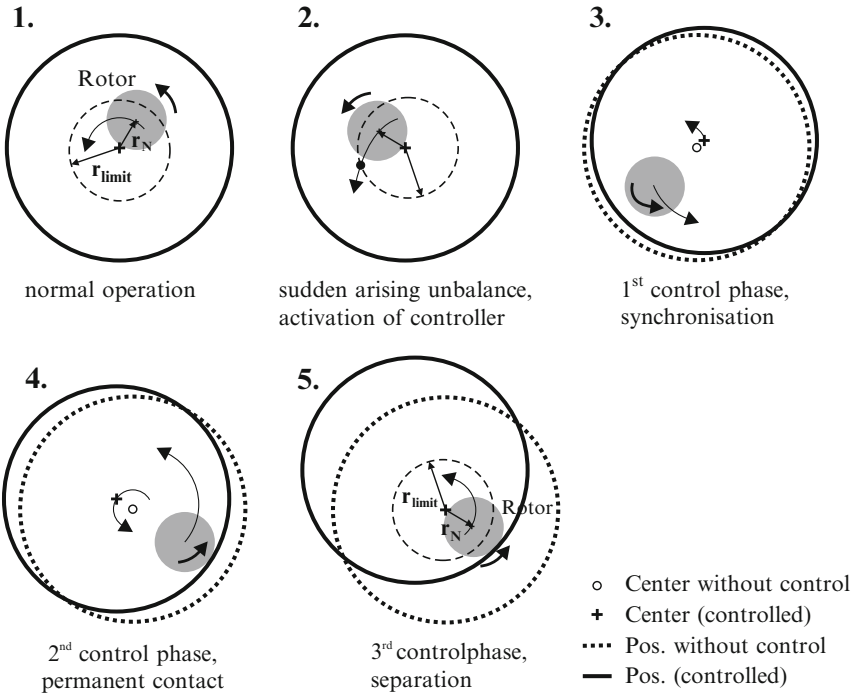 1.
Rotor
r_N
r_limit
normal operation
2.
sudden arising unbalance,
activation of controller
3.
1st control phase,
synchronisation
4.
2nd control phase,
permanent contact
5.
r_limit
Rotor
r_N
3rd controlphase,
separation
Center without control
Center (controlled)
Pos. without control
Pos. (controlled)